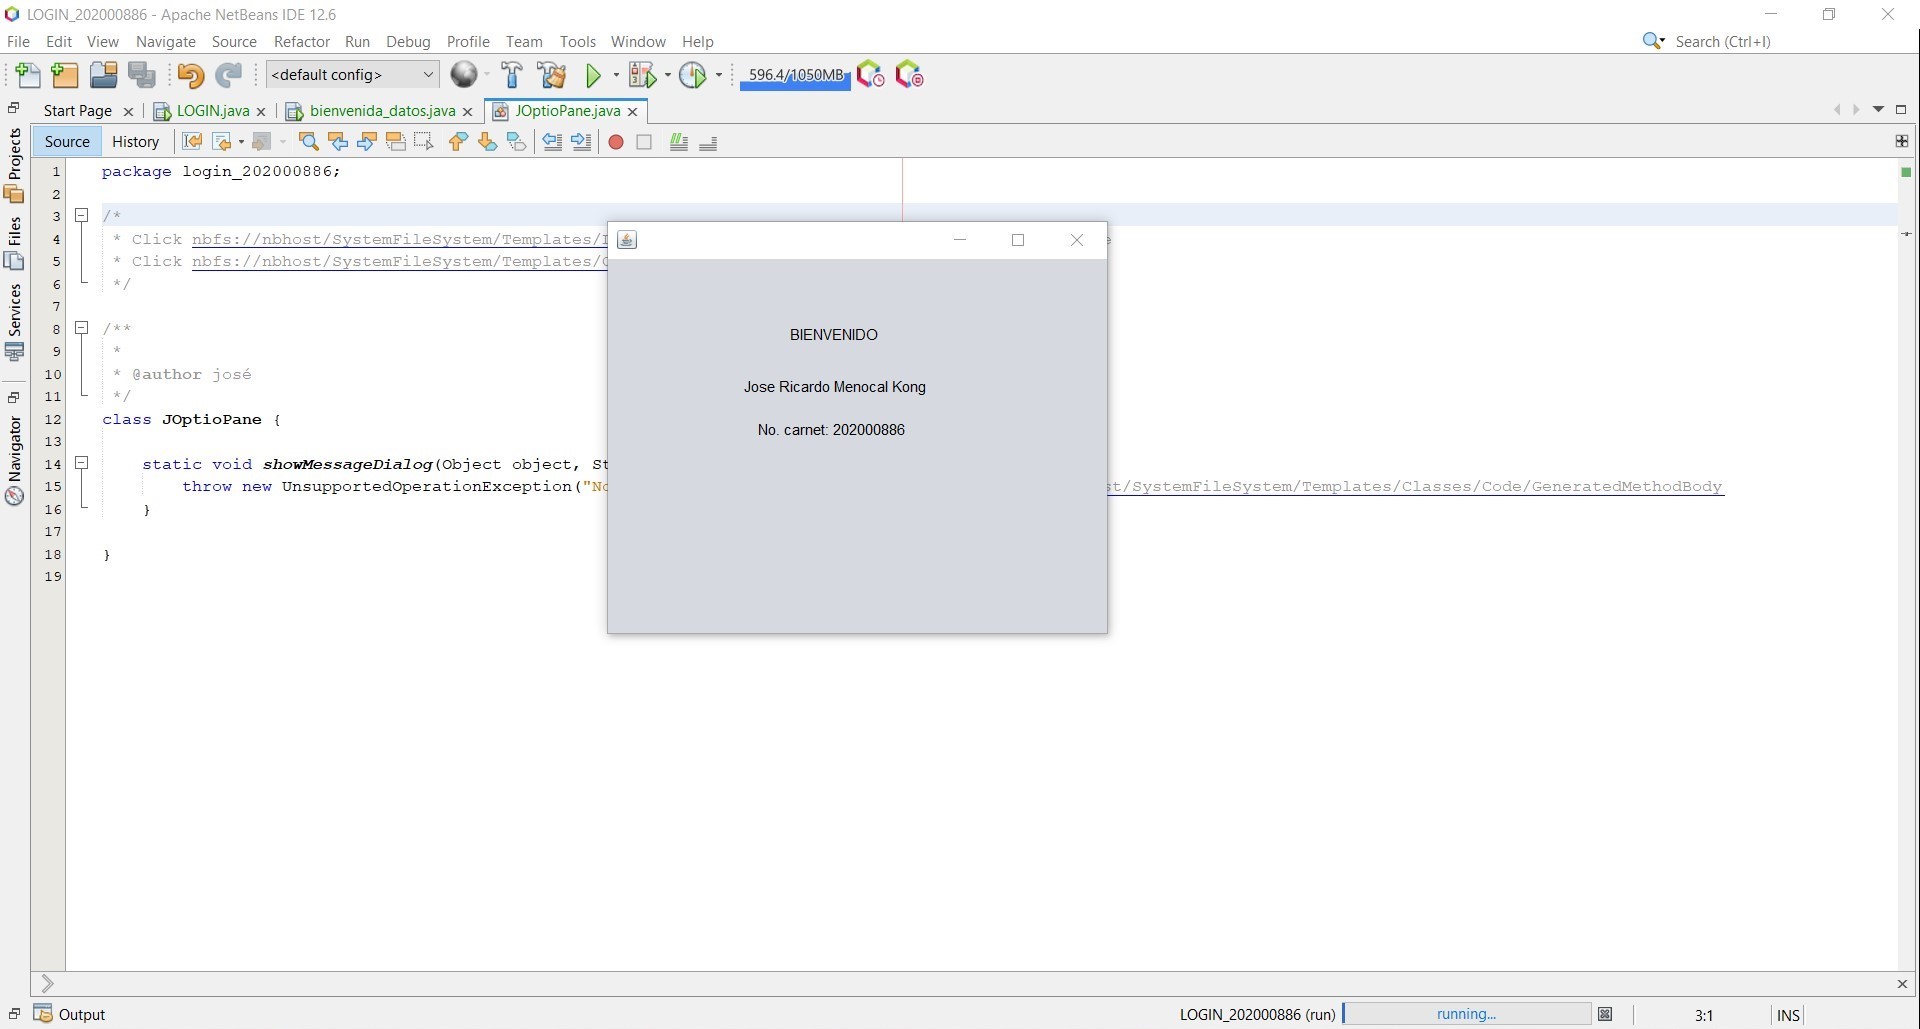 LOGIN_202000886 - Apache NetBeans IDE 12.6
File Edit View Navigate Source Refactor Run Debug Profile Team Tools Window Help
Search (Ctrl+I)
<default config>
596.4/1050MB
Start Page
LOGIN.java
bienvenida_datos.java
JOptioPane.java
Projects
Files
Services
Navigator
Source History
1 package login_202000886;
2
3 /*
4 * Click nbfs://nbhost/SystemFileSystem/Templates/
5 * Click nbfs://nbhost/SystemFileSystem/Templates/
6 */
7
8 /**
9 *
10 * @author josé
11 */
12 class JOptioPane {
13
14 static void showMessageDialog(Object object, St
15 throw new UnsupportedOperationException("No st/SystemFileSystem/Templates/Classes/Code/GeneratedMethodBody
16 }
17
18 }
19
BIENVENIDO
Jose Ricardo Menocal Kong
No. carnet: 202000886
Output
LOGIN_202000886 (run)
running...
3:1
INS